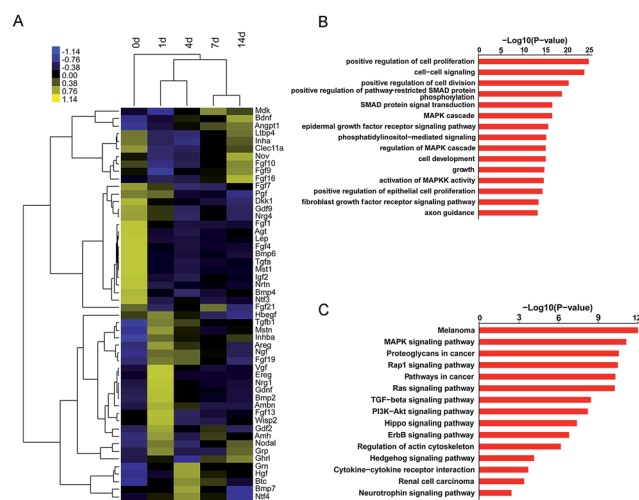 A
-1.14
-0.76
-0.38
0.00
0.38
0.76
1.14
0d
1d
4d
7d
14d
Mdk
Bdnf
Angpt1
Ltbp4
Inha
Clec11a
Nov
Fgf10
Fgf9
Fgf16
Fgf7
Pgf
Dkk1
Gdf9
Nrg4
Fgf1
Agt
Lep
Fgf4
Bmp6
Tgfa
Mst1
Igf2
Nrtn
Bmp4
Ntf3
Fgf21
Hbegf
Tgfb1
Mstn
Inhba
Areg
Ngf
Fgf19
Vgf
Ereg
Nrg1
Gdnf
Bmp2
Ambn
Fgf13
Wisp2
Gdf2
Amh
Nodal
Grp
Ghrl
Grn
Hgf
Btc
Bmp7
Ntf4
B
−Log10(P-value)
0 5 10 15 20 25
positive regulation of cell proliferation
cell-cell signaling
positive regulation of cell division
positive regulation of pathway-restricted SMAD protein
phosphorylation
SMAD protein signal transduction
MAPK cascade
epidermal growth factor receptor signaling pathway
phosphatidylinositol-mediated signaling
regulation of MAPK cascade
cell development
growth
activation of MAPKK activity
positive regulation of epithelial cell proliferation
fibroblast growth factor receptor signaling pathway
axon guidance
C
−Log10(P-value)
0 3 6 9 12
Melanoma
MAPK signaling pathway
Proteoglycans in cancer
Rap1 signaling pathway
Pathways in cancer
Ras signaling pathway
TGF-beta signaling pathway
PI3K-Akt signaling pathway
Hippo signaling pathway
ErbB signaling pathway
Regulation of actin cytoskeleton
Hedgehog signaling pathway
Cytokine-cytokine receptor interaction
Renal cell carcinoma
Neurotrophin signaling pathway